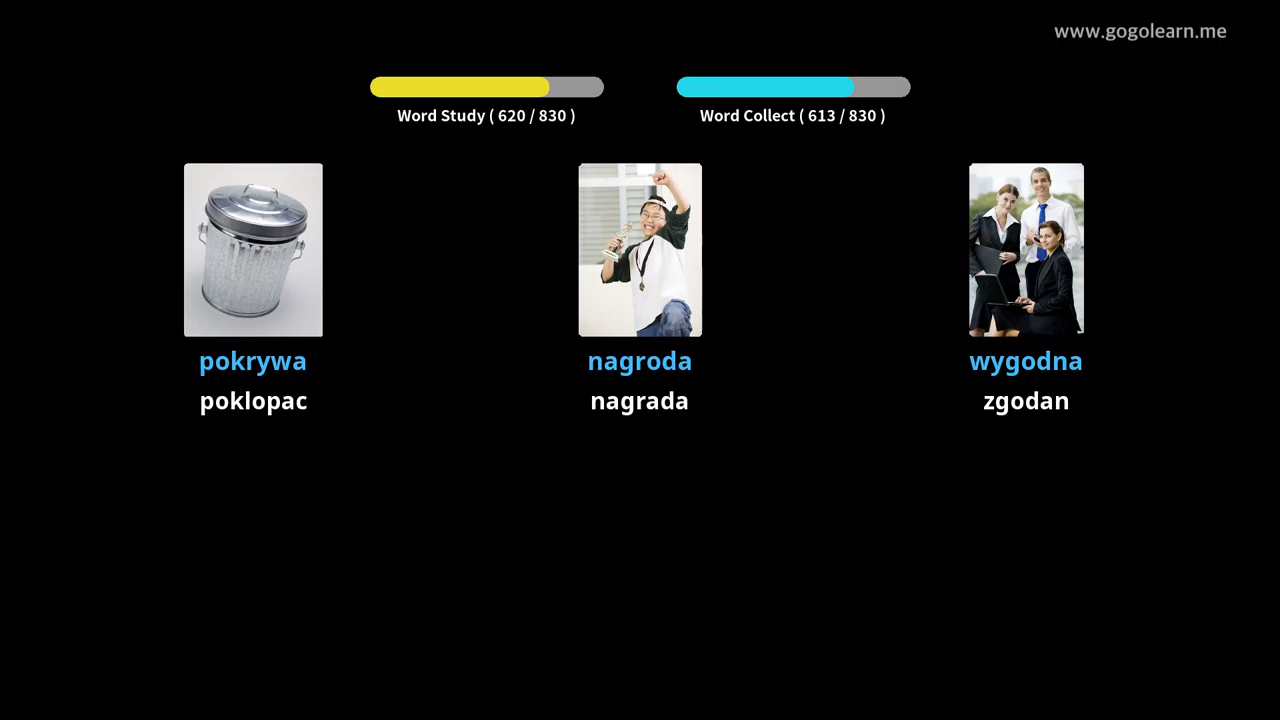 www.gogolearn.me
Word Study ( 620 / 830 )
Word Collect ( 613 / 830 )
pokrywa
nagroda
wygodna
poklopac
nagrada
zgodan